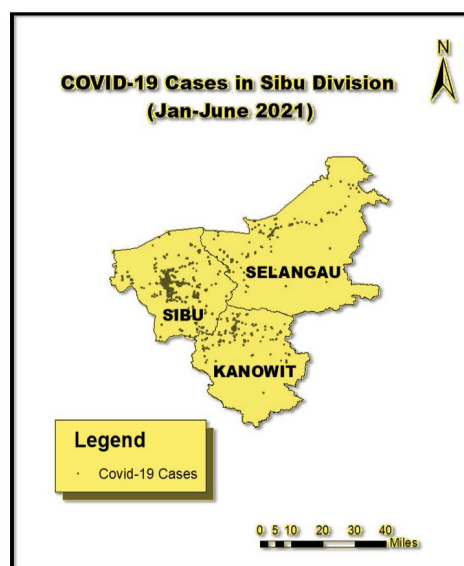 N
COVID-19 Cases in Sibu Division
(Jan-June 2021)
SELANGAU
SIBU
KANOWIT
Legend
Covid-19 Cases
0 5 10 20 30 40
Miles